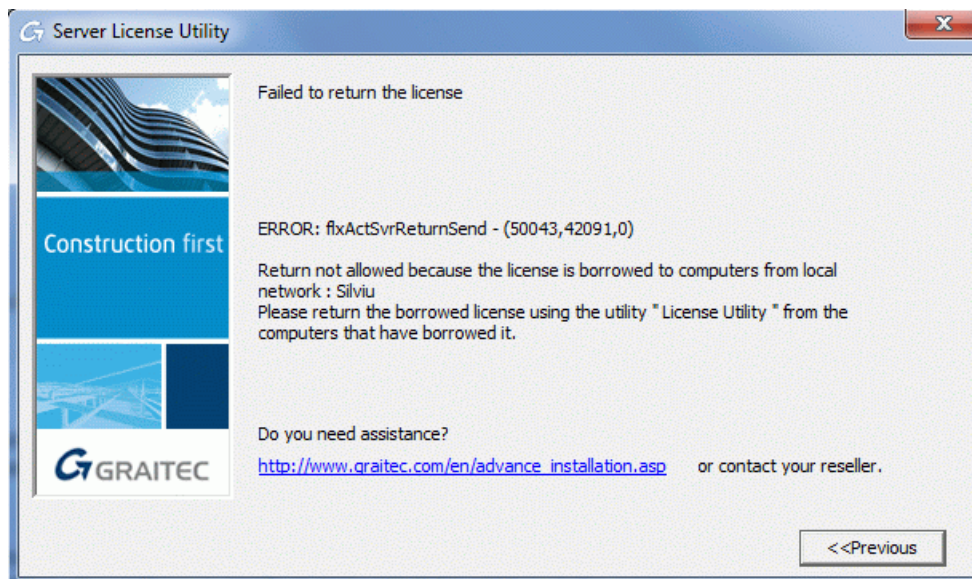 Server License Utility
Failed to return the license
ERROR: flxActSvrReturnSend - (50043,42091,0)
Construction first
Return not allowed because the license is borrowed to computers from local
network : Silviu
Please return the borrowed license using the utility " License Utility " from the
computers that have borrowed it.
Do you need assistance?
http://www.graitec.com/en/advance_installation.asp or contact your reseller.
GRAITEC
<<Previous